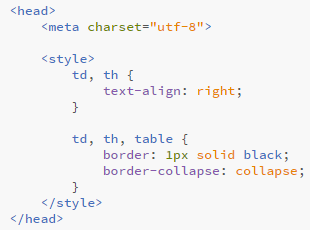 <head>
    <meta charset="utf-8">

    <style>
        td, th {
            text-align: right;
        }

        td, th, table {
            border: 1px solid black;
            border-collapse: collapse;
        }
    </style>
</head>